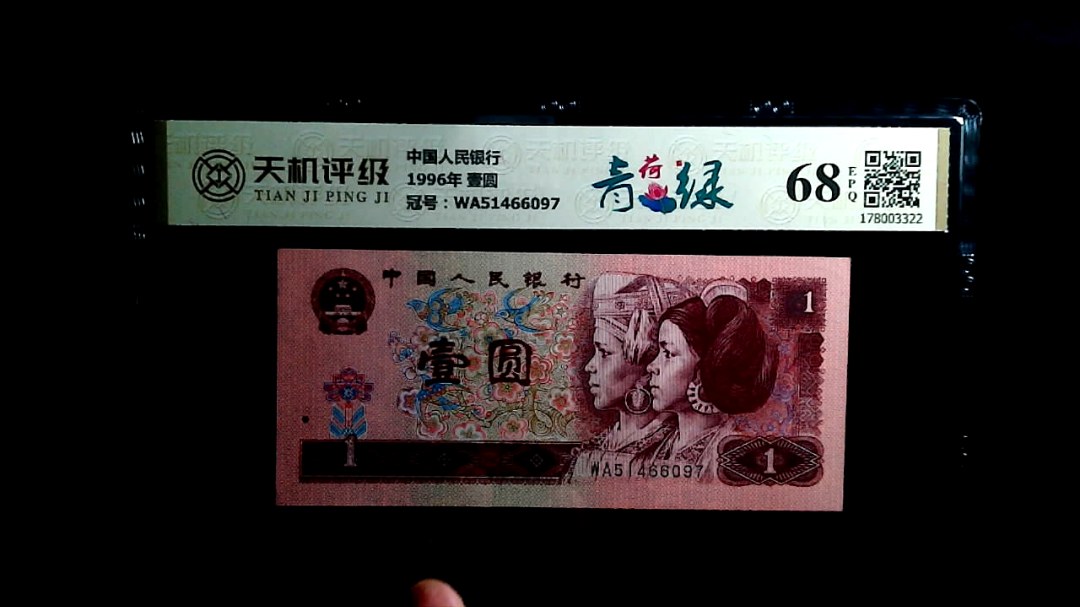 天机评级
TIAN JI PING JI
中国人民银行
1996年 壹圆
冠号：WA51466097
青荷绿
68
EPQ
178003322
中国人民银行
1
壹圆
1
WA51466097
1